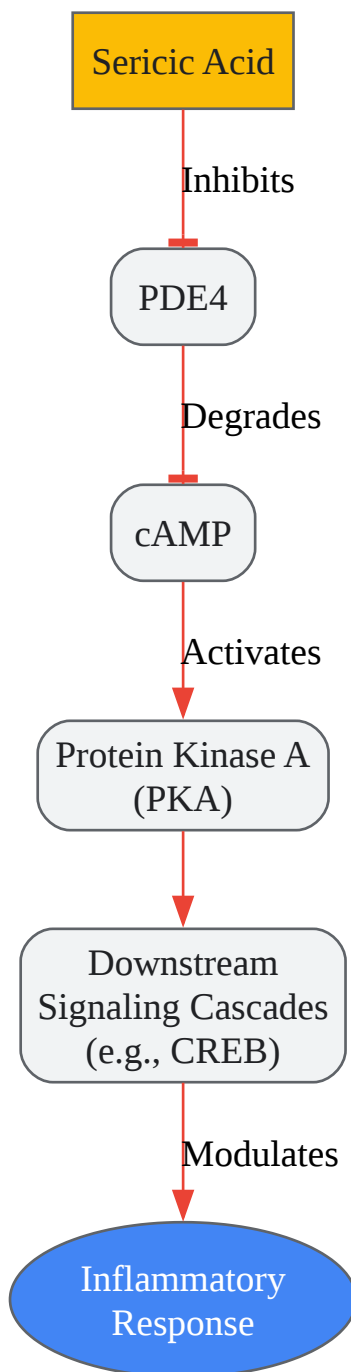 Sericic Acid
Inhibits
PDE4
Degrades
cAMP
Activates
Protein Kinase A
(PKA)
Downstream
Signaling Cascades
(e.g., CREB)
Modulates
Inflammatory
Response